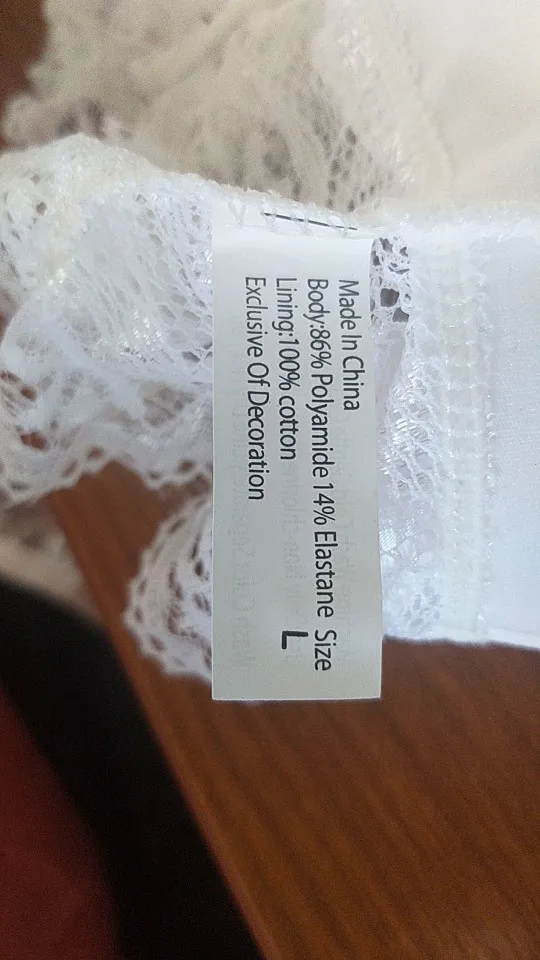 Made In China
Body:86% Polyamide 14% Elastane Size
Lining:100% cotton L
Exclusive Of Decoration